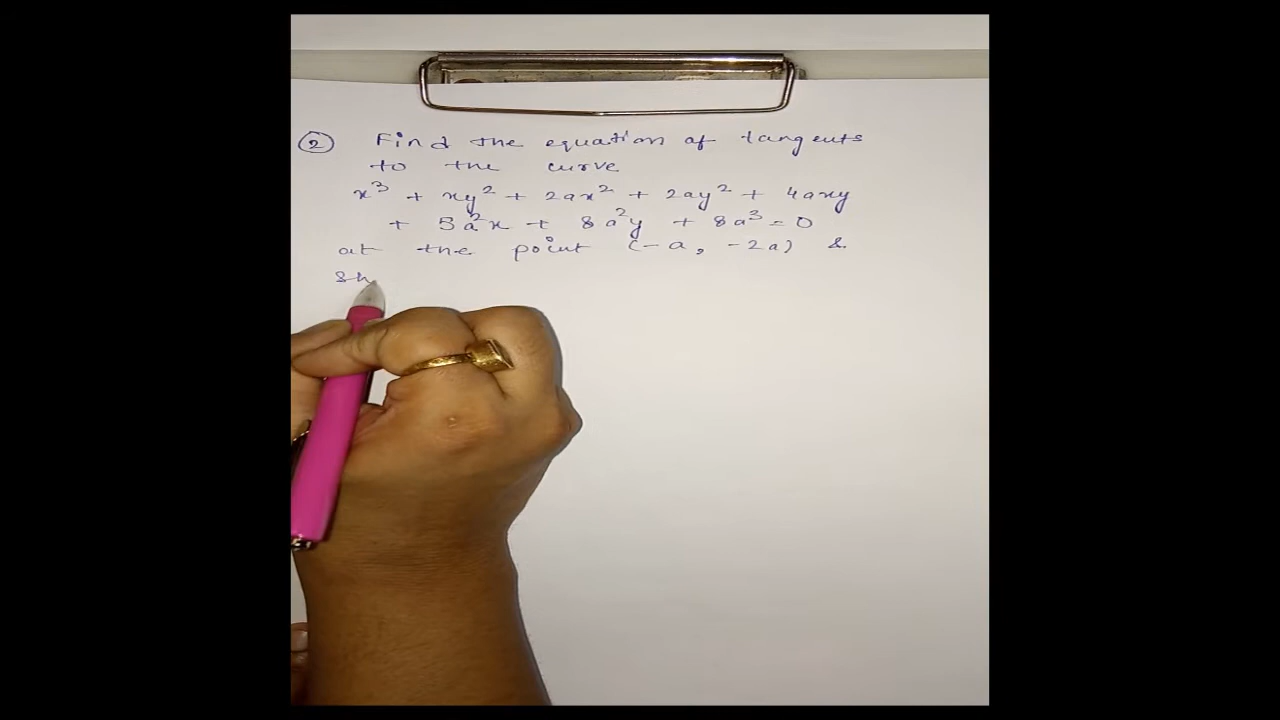 ② Find the equation of tangents
to the curve
x³ + xy² + 2ax² + 2ay² + 4axy
+ 5a²x + 8a²y + 8a³ = 0
at the point (-a, -2a) &
sh